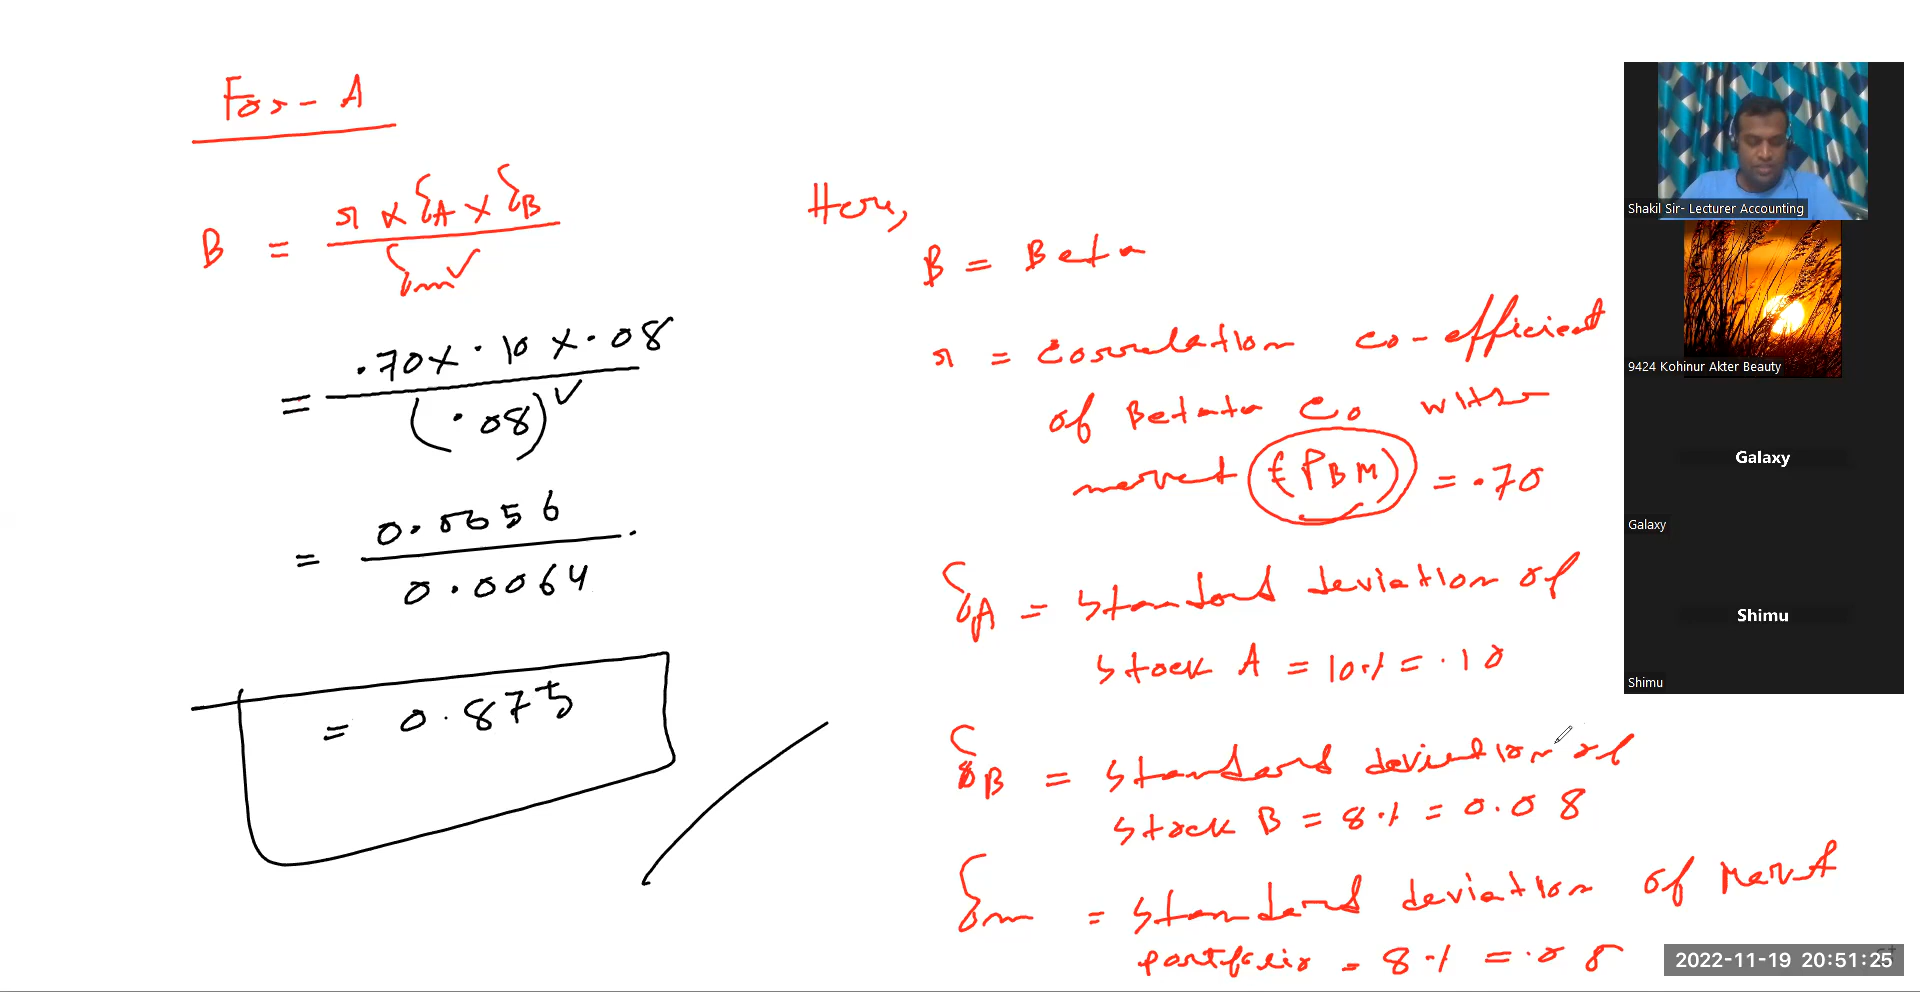 For - A
B = r × σA × σB / σm²
= .70 × .10 × .08 / (.08)²
= 0.0056 / 0.0064
= 0.875
Here,
B = Beta
r = Correlation co-efficient
of Betata Co with
market (ρBM) = .70
σA = Standard deviation of
Stock A = 10% = .10
σB = Standard deviation of
Stock B = 8% = 0.08
σm = Standard deviation of Market
portfolio = 8% = .08
Shakil Sir- Lecturer Accounting
9424 Kohinur Akter Beauty
Galaxy
Galaxy
Shimu
Shimu
2022-11-19 20:51:25